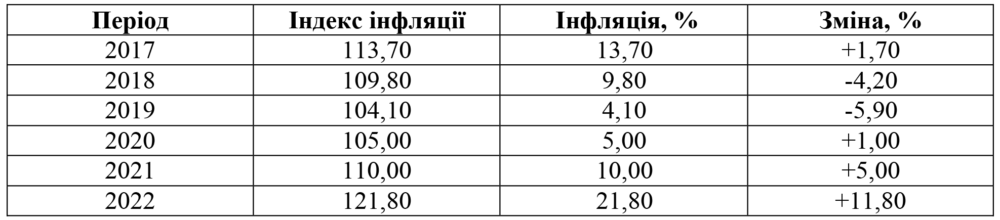 Період Індекс інфляції Інфляція, % Зміна, %
2017 113,70 13,70 +1,70
2018 109,80 9,80 -4,20
2019 104,10 4,10 -5,90
2020 105,00 5,00 +1,00
2021 110,00 10,00 +5,00
2022 121,80 21,80 +11,80